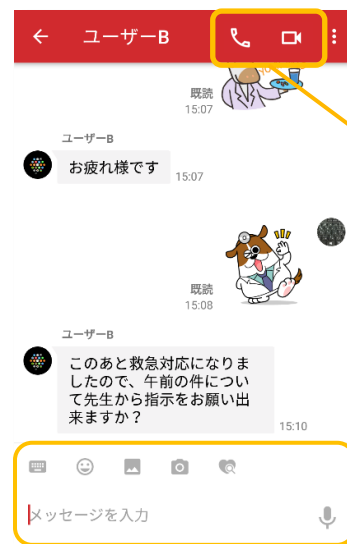 ユーザーB
既読
15:07
ユーザーB
お疲れ様です
15:07
既読
15:08
ユーザーB
このあと救急対応になりま
したので、午前の件につい
て先生から指示をお願い出
来ますか？
15:10
メッセージを入力